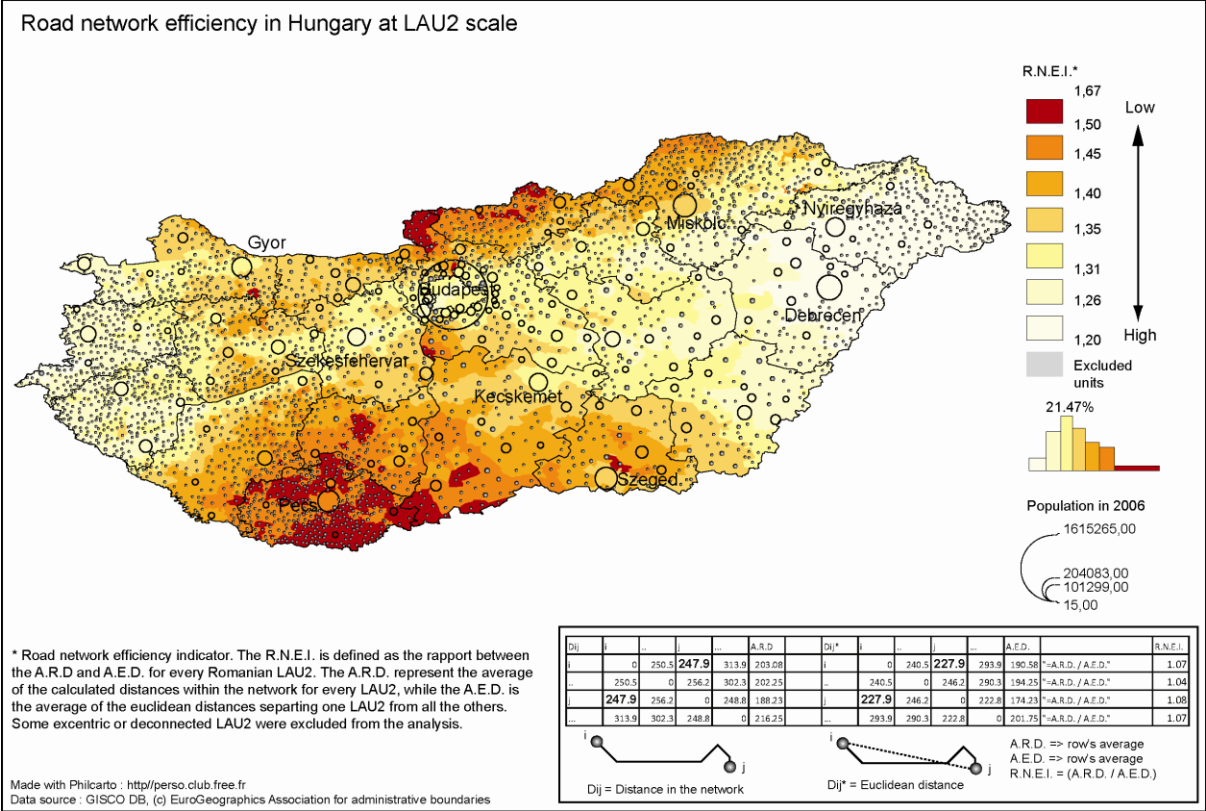 Road network efficiency in Hungary at LAU2 scale
R.N.E.I.*
1,67
Low
1,50
1,45
1,40
1,35
1,31
1,26
High
1,20
Excluded
units
21.47%
Population in 2006
1615265,00
204083,00
101299,00
15,00
Nyiregyhaza
Miskolc
Gyor
Budapest
Debrecen
Szekesfehervat
Kecskemet
Szeged
Pecs
* Road network efficiency indicator. The R.N.E.I. is defined as the rapport between
the A.R.D and A.E.D. for every Romanian LAU2. The A.R.D. represent the average
of the calculated distances within the network for every LAU2, while the A.E.D. is
the average of the euclidean distances separting one LAU2 from all the others.
Some excentric or deconnected LAU2 were excluded from the analysis.
Made with Philcarto : http//perso.club.free.fr
Data source : GISCO DB, (c) EuroGeographics Association for administrative boundaries
Dij i .. j ... A.R.D Dij* i .. j ... A.E.D. R.N.E.I.
i 0 250.5 247.9 313.9 203.08 i 0 240.5 227.9 293.9 190.58 "=A.R.D. / A.E.D." 1.07
.. 250.5 0 256.2 302.3 202.25 .. 240.5 0 246.2 290.3 194.25 "=A.R.D. / A.E.D." 1.04
j 247.9 256.2 0 248.8 188.23 j 227.9 246.2 0 222.8 174.23 "=A.R.D. / A.E.D." 1.08
... 313.9 302.3 248.8 0 216.25 ... 293.9 290.3 222.8 0 201.75 "=A.R.D. / A.E.D." 1.07
i
j
Dij = Distance in the network
i
j
Dij* = Euclidean distance
A.R.D. => row's average
A.E.D. => row's average
R.N.E.I. = (A.R.D. / A.E.D.)